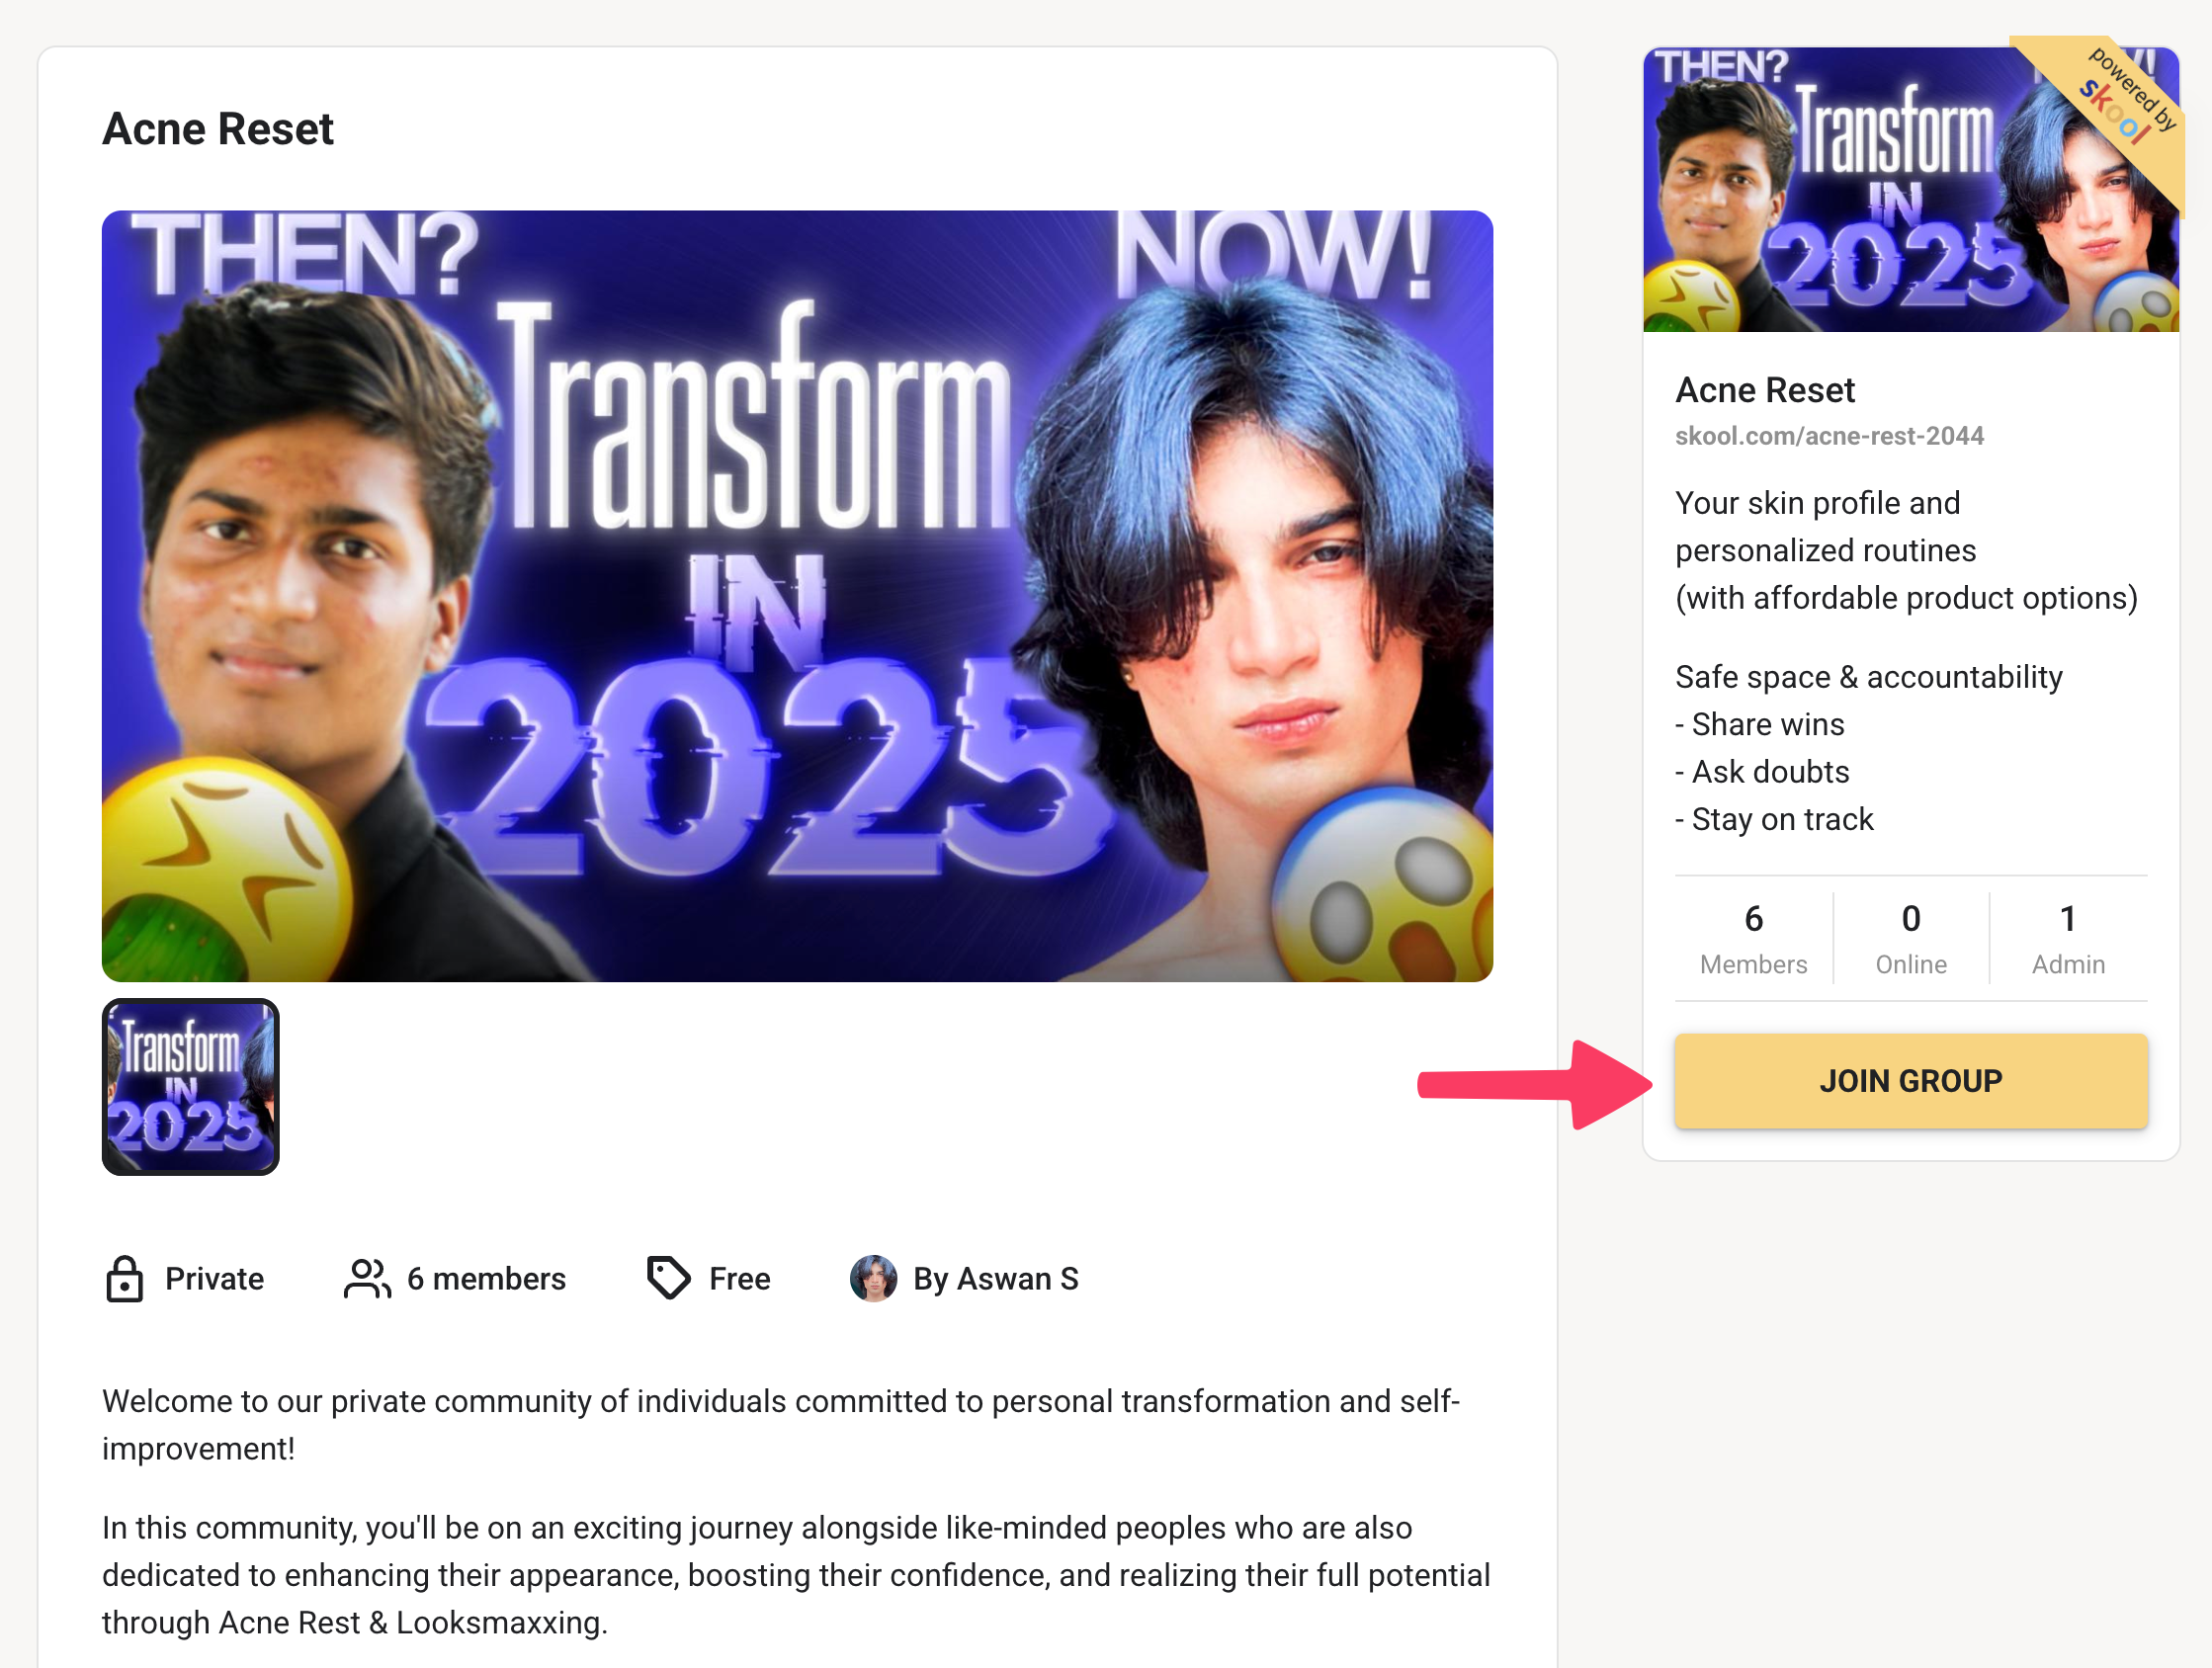 Acne Reset
THEN?
NOW!
Transform
IN
2025
Transform
IN
2025
Private
6 members
Free
By Aswan S
Welcome to our private community of individuals committed to personal transformation and self-
improvement!
In this community, you'll be on an exciting journey alongside like-minded peoples who are also
dedicated to enhancing their appearance, boosting their confidence, and realizing their full potential
through Acne Rest & Looksmaxxing.
THEN?
powered by
skool
Transform
IN
2025
Acne Reset
skool.com/acne-rest-2044
Your skin profile and
personalized routines
(with affordable product options)
Safe space & accountability
- Share wins
- Ask doubts
- Stay on track
6
Members
0
Online
1
Admin
JOIN GROUP